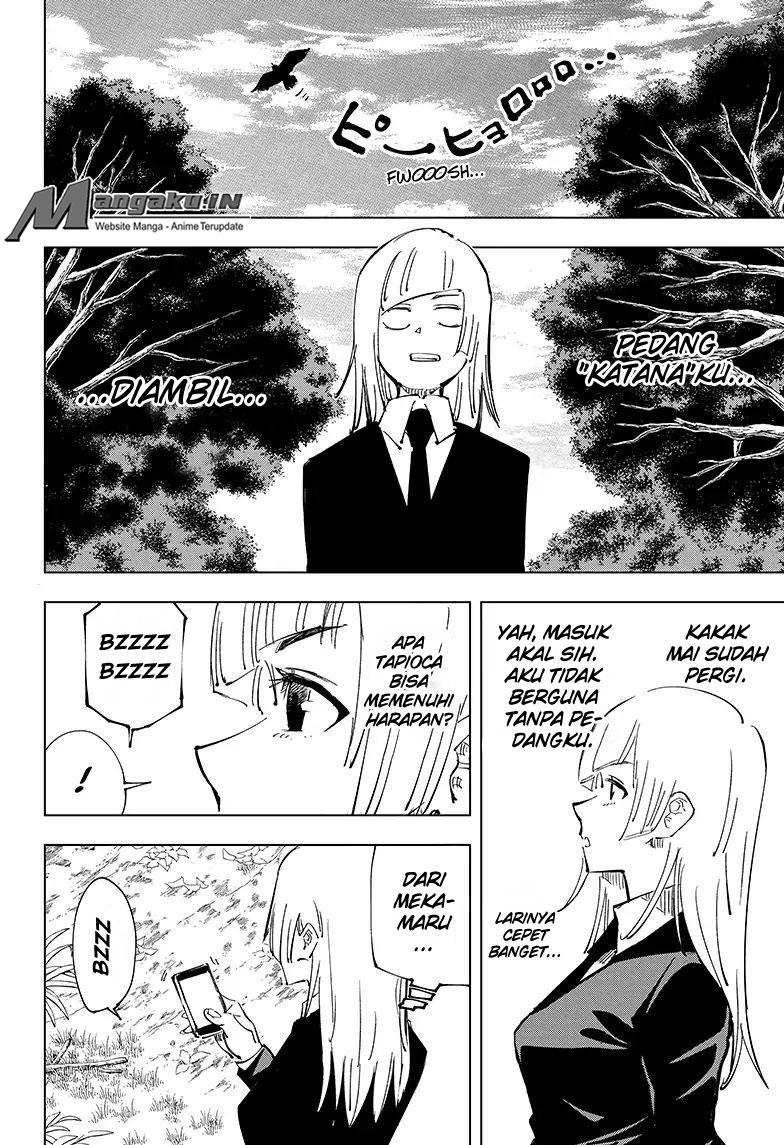 ピーヒョロロロ...
FWOOOSH...
Mangaku.IN
Website Manga - Anime Terupdate
PEDANG
"KATANA"KU...
...DIAMBIL...
KAKAK
MAI SUDAH
PERGI.
YAH, MASUK
AKAL SIH.
AKU TIDAK
BERGUNA
TANPA PE-
DANGKU.
LARINYA
CEPET
BANGET...
APA
TAPIOCA
BISA
MEMENUHI
HARAPAN?
BZZZZ
BZZZZ
!
DARI
MEKA-
MARU
...
BZZZ